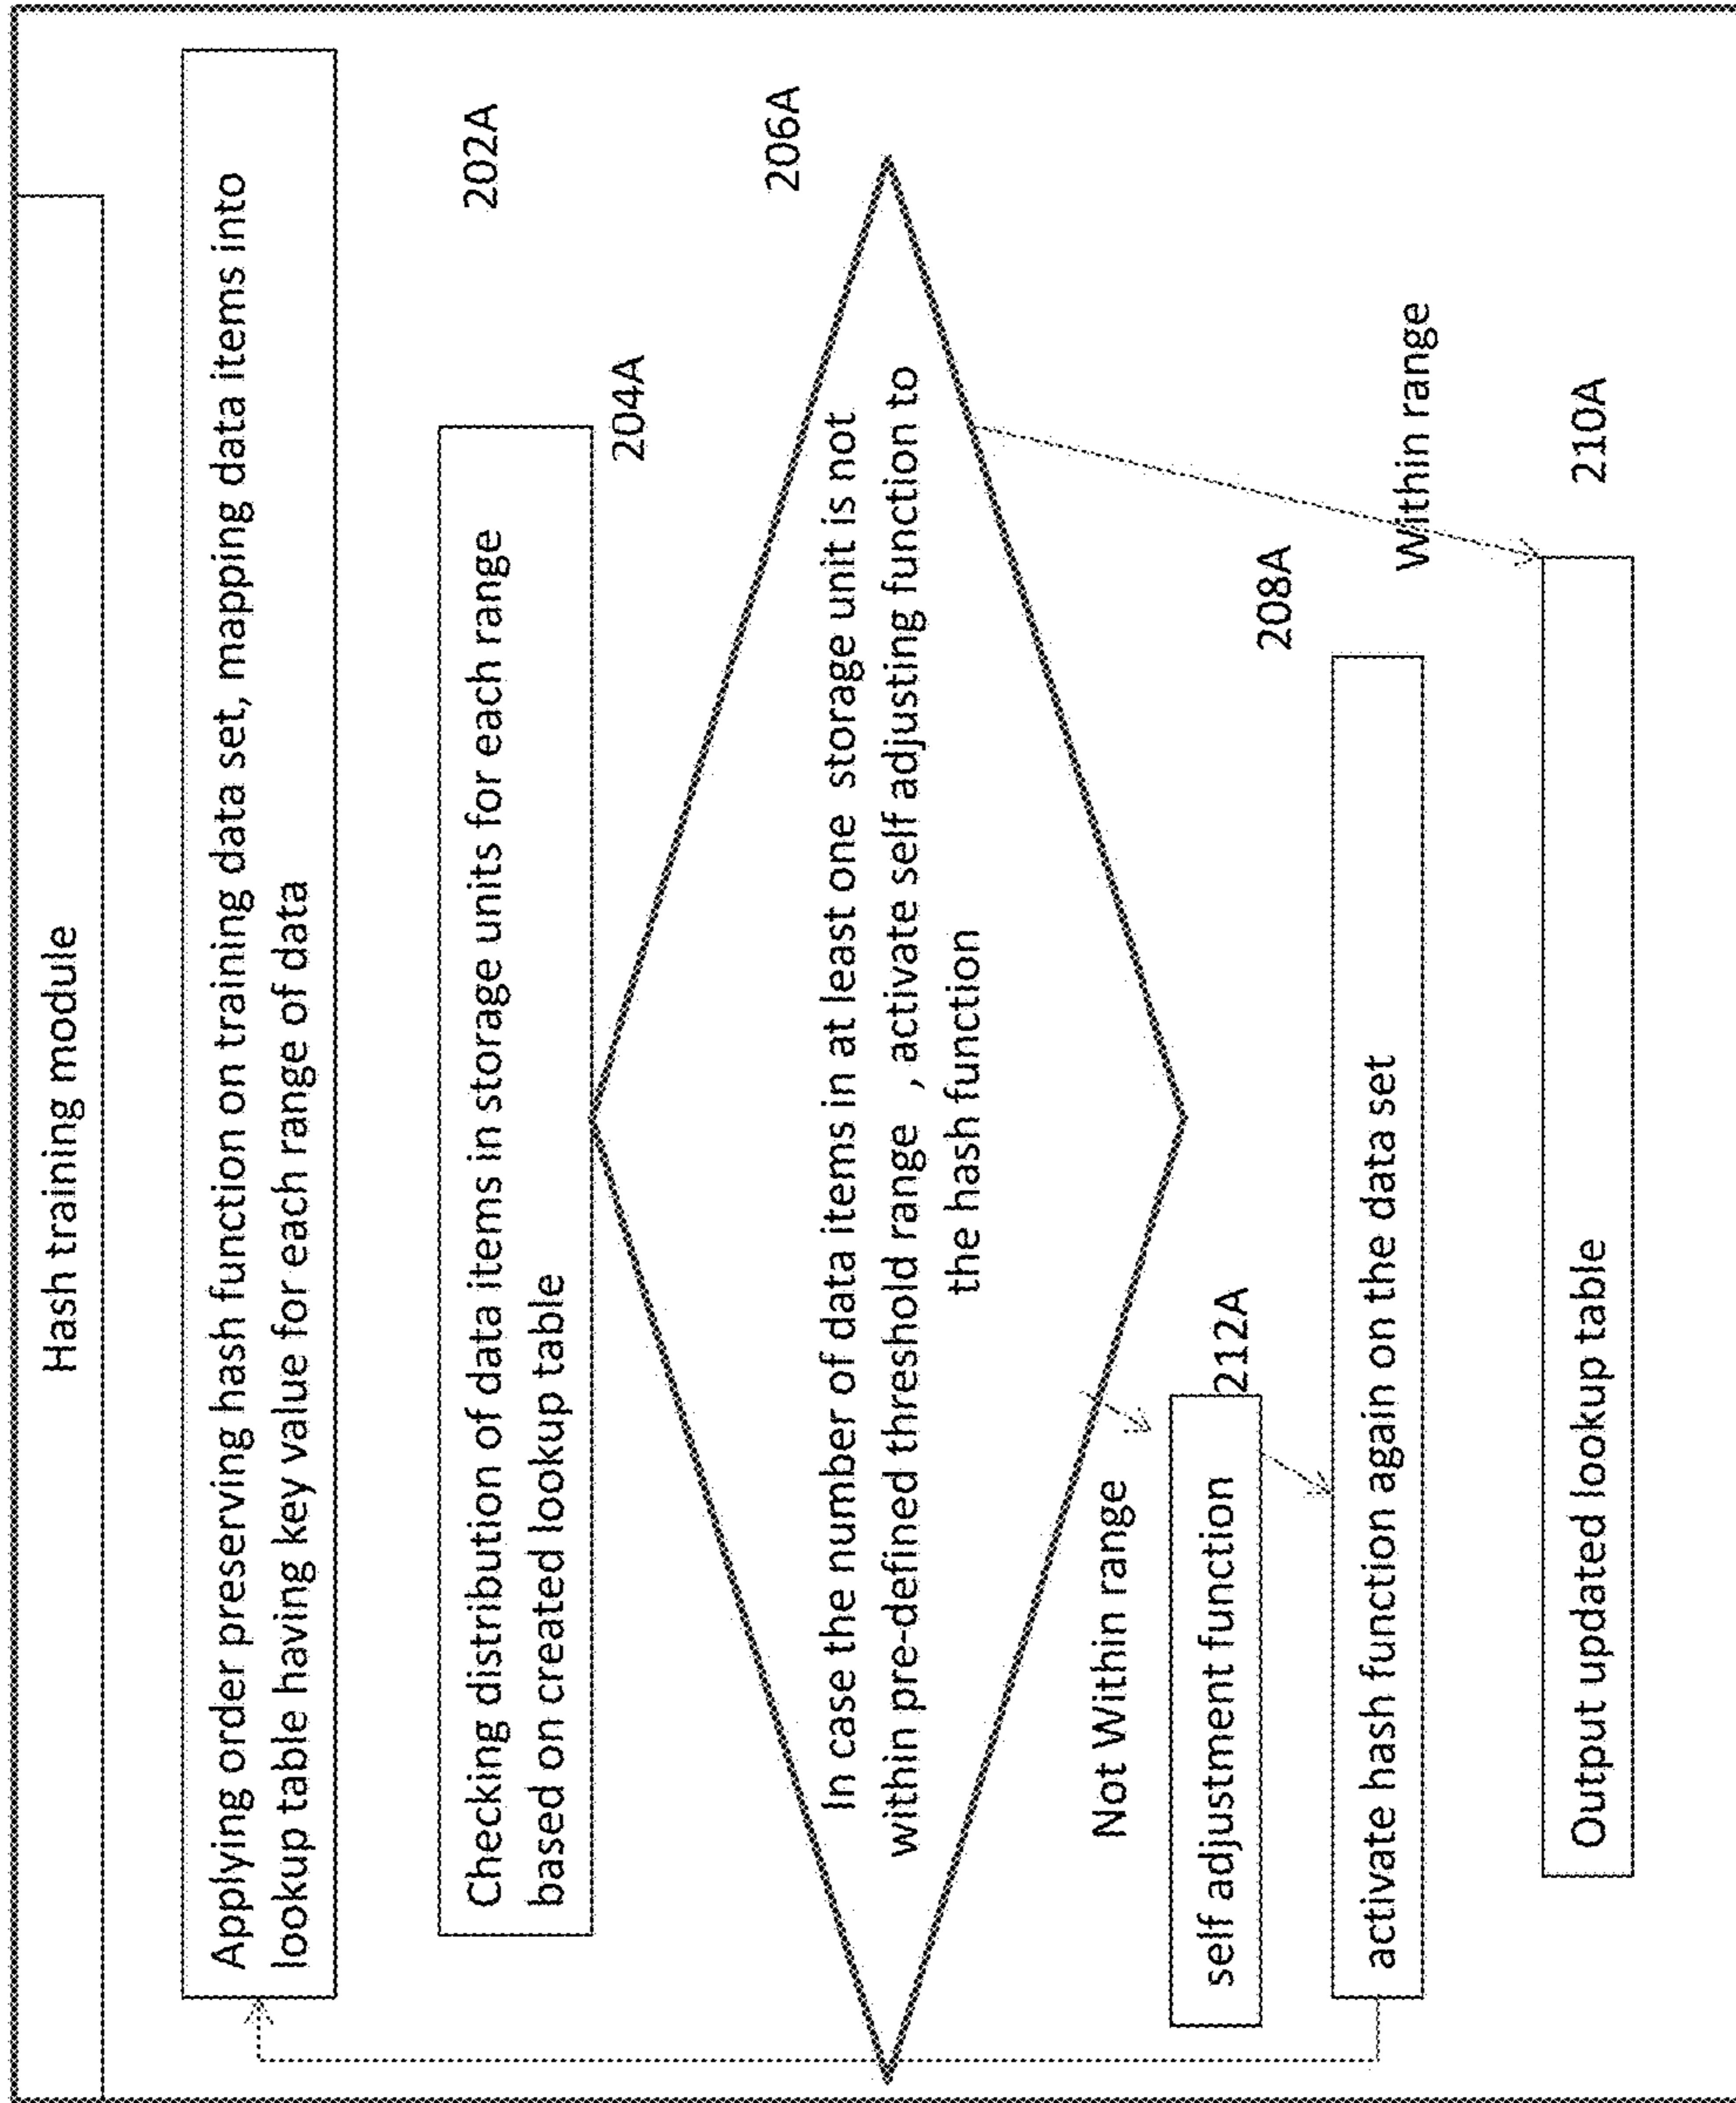 Hash training module
Applying order preserving hash function on training data set, mapping data items into
lookup table having key value for each range of data
202A
Checking distribution of data items in storage units for each range
based on created lookup table
204A
206A
In case the number of data items in at least one storage unit is not
within pre-defined threshold range , activate self adjusting function to
the hash function
Not Within range
212A
self adjustment function
208A
activate hash function again on the data set
Within range
210A
Output updated lookup table